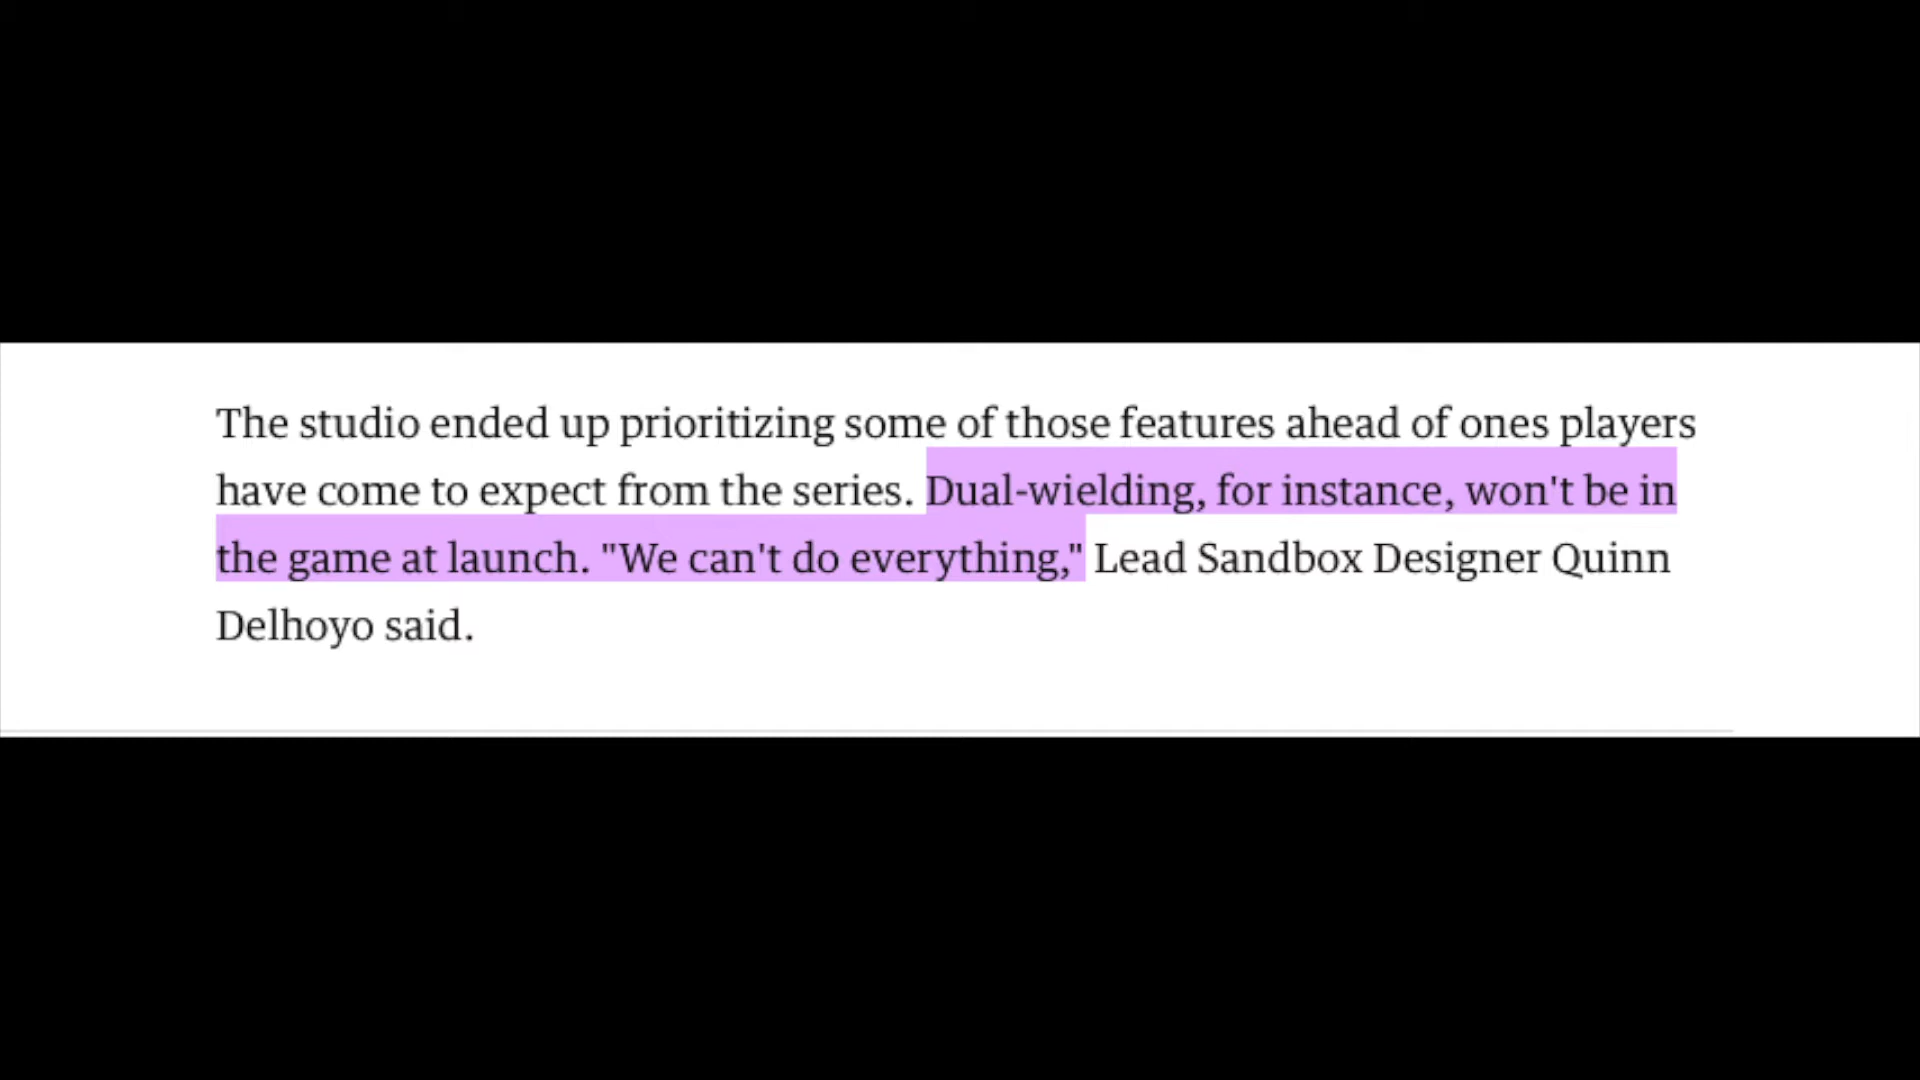 The studio ended up prioritizing some of those features ahead of ones players
have come to expect from the series. Dual-wielding, for instance, won't be in
the game at launch. "We can't do everything," Lead Sandbox Designer Quinn
Delhoyo said.